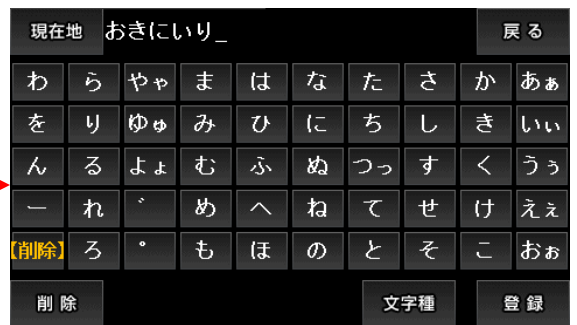 現在地 おきにいり_ 戻る
わ ら やゃ ま は な た さ か あぁ
を り ゆゅ み ひ に ち し き いぃ
ん る よょ む ふ ぬ つっ す く うぅ
ー れ ゛ め へ ね て せ け えぇ
【削除】 ろ ゜ も ほ の と そ こ おぉ
削除 文字種 登録